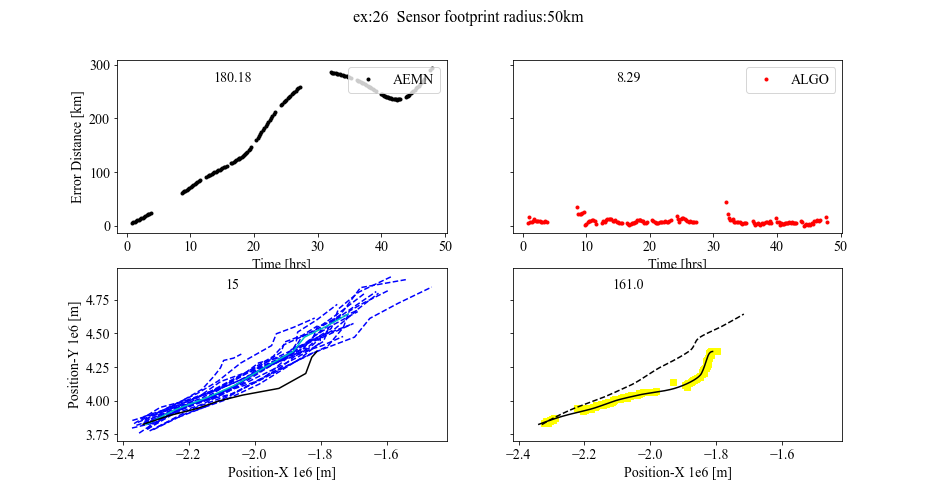 ex:26  Sensor footprint radius:50km
180.18
AEMN
Error Distance [km]
300
200
100
0
0 10 20 30 40 50
Time [hrs]
8.29
ALGO
0 10 20 30 40 50
Time [hrs]
15
Position-Y 1e6 [m]
4.75
4.50
4.25
4.00
3.75
−2.4 −2.2 −2.0 −1.8 −1.6
Position-X 1e6 [m]
161.0
−2.4 −2.2 −2.0 −1.8 −1.6
Position-X 1e6 [m]